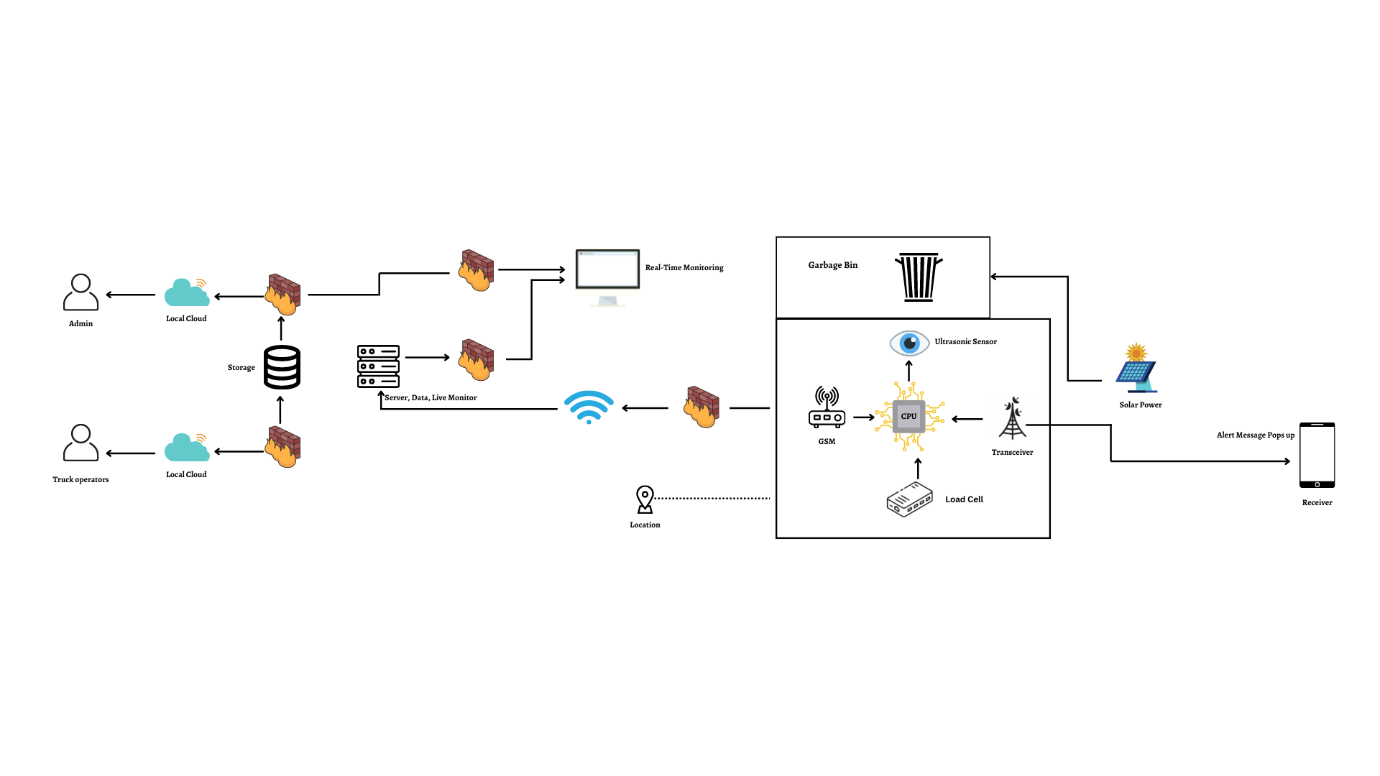 Garbage Bin
Real-Time Monitoring
Admin
Local Cloud
Ultrasonic Sensor
Storage
Server, Data, Live Monitor
Solar Power
CPU
GSM
Transceiver
Alert Message Pops up
Truck operators
Local Cloud
Load Cell
Location
Receiver